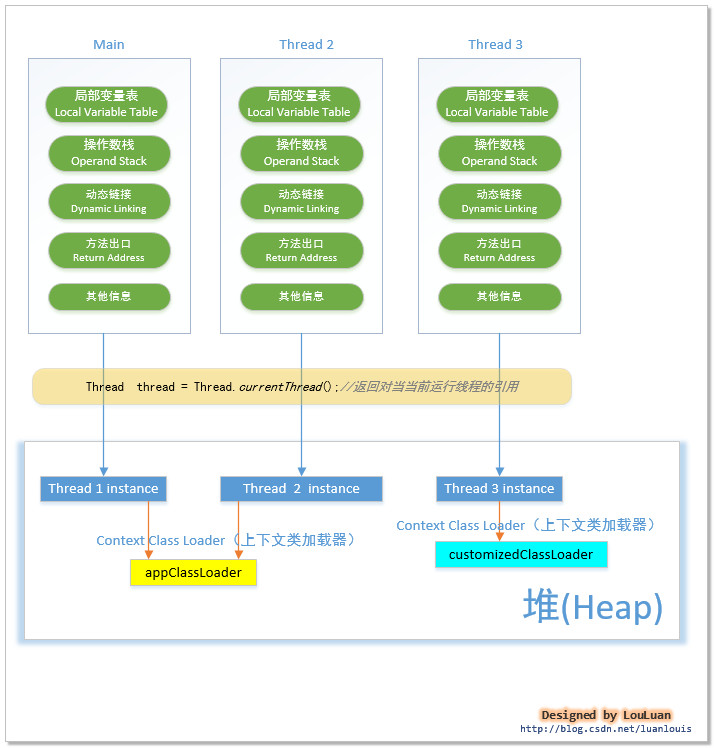 Main
Thread 2
Thread 3
局部变量表
Local Variable Table
局部变量表
Local Variable Table
局部变量表
Local Variable Table
操作数栈
Operand Stack
操作数栈
Operand Stack
操作数栈
Operand Stack
动态链接
Dynamic Linking
动态链接
Dynamic Linking
动态链接
Dynamic Linking
方法出口
Return Address
方法出口
Return Address
方法出口
Return Address
其他信息
其他信息
其他信息
Thread thread = Thread.currentThread();//返回对当当前运行线程的引用
Thread 1 instance
Thread 2 instance
Thread 3 instance
Context Class Loader（上下文类加载器）
Context Class Loader（上下文类加载器）
appClassLoader
customizedClassLoader
堆(Heap)
Designed by LouLuan
http://blog.csdn.net/luanlouis